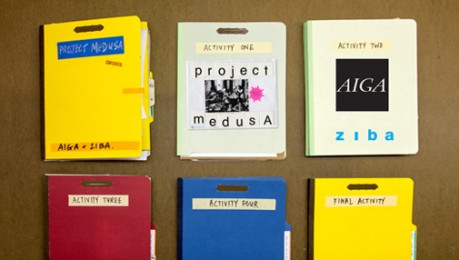 PROJECT MEDUSA
AIGA + ZIBA.
ACTIVITY ONE
project
medusA
ACTIVITY TWO
AIGA
ziba
ACTIVITY THREE
ACTIVITY FOUR
FINAL ACTIVITY